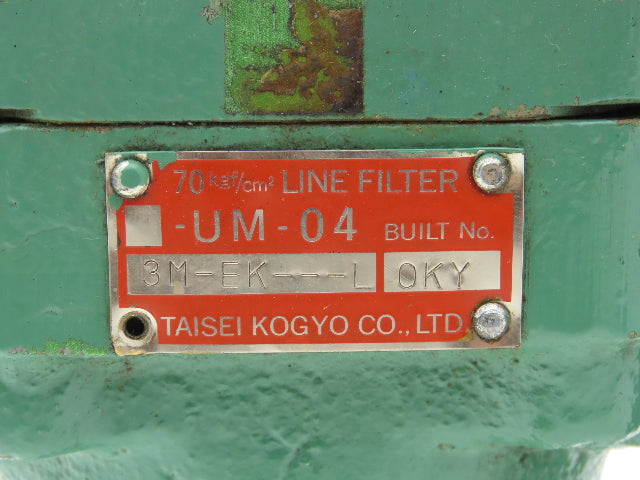 70 kgf/cm² LINE FILTER
-UM-04 BUILT No.
3M-EK---L OKY
TAISEI KOGYO CO., LTD.